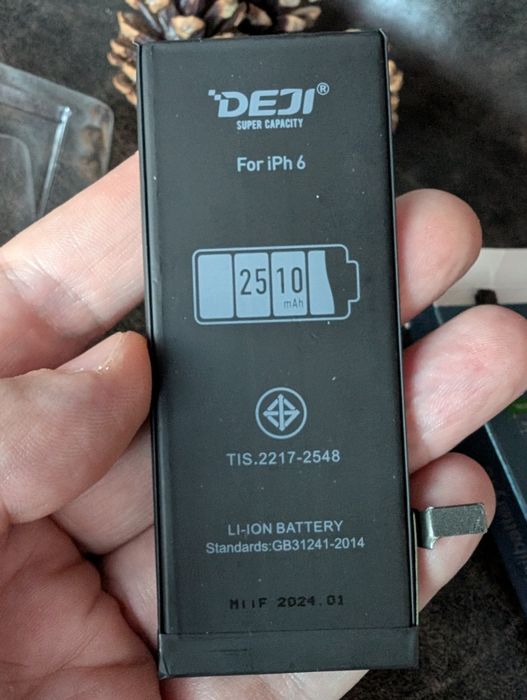 DEJI®
SUPER CAPACITY
For iPh 6
2510
mAh
TIS.2217-2548
LI-ION BATTERY
Standards:GB31241-2014
2024.01